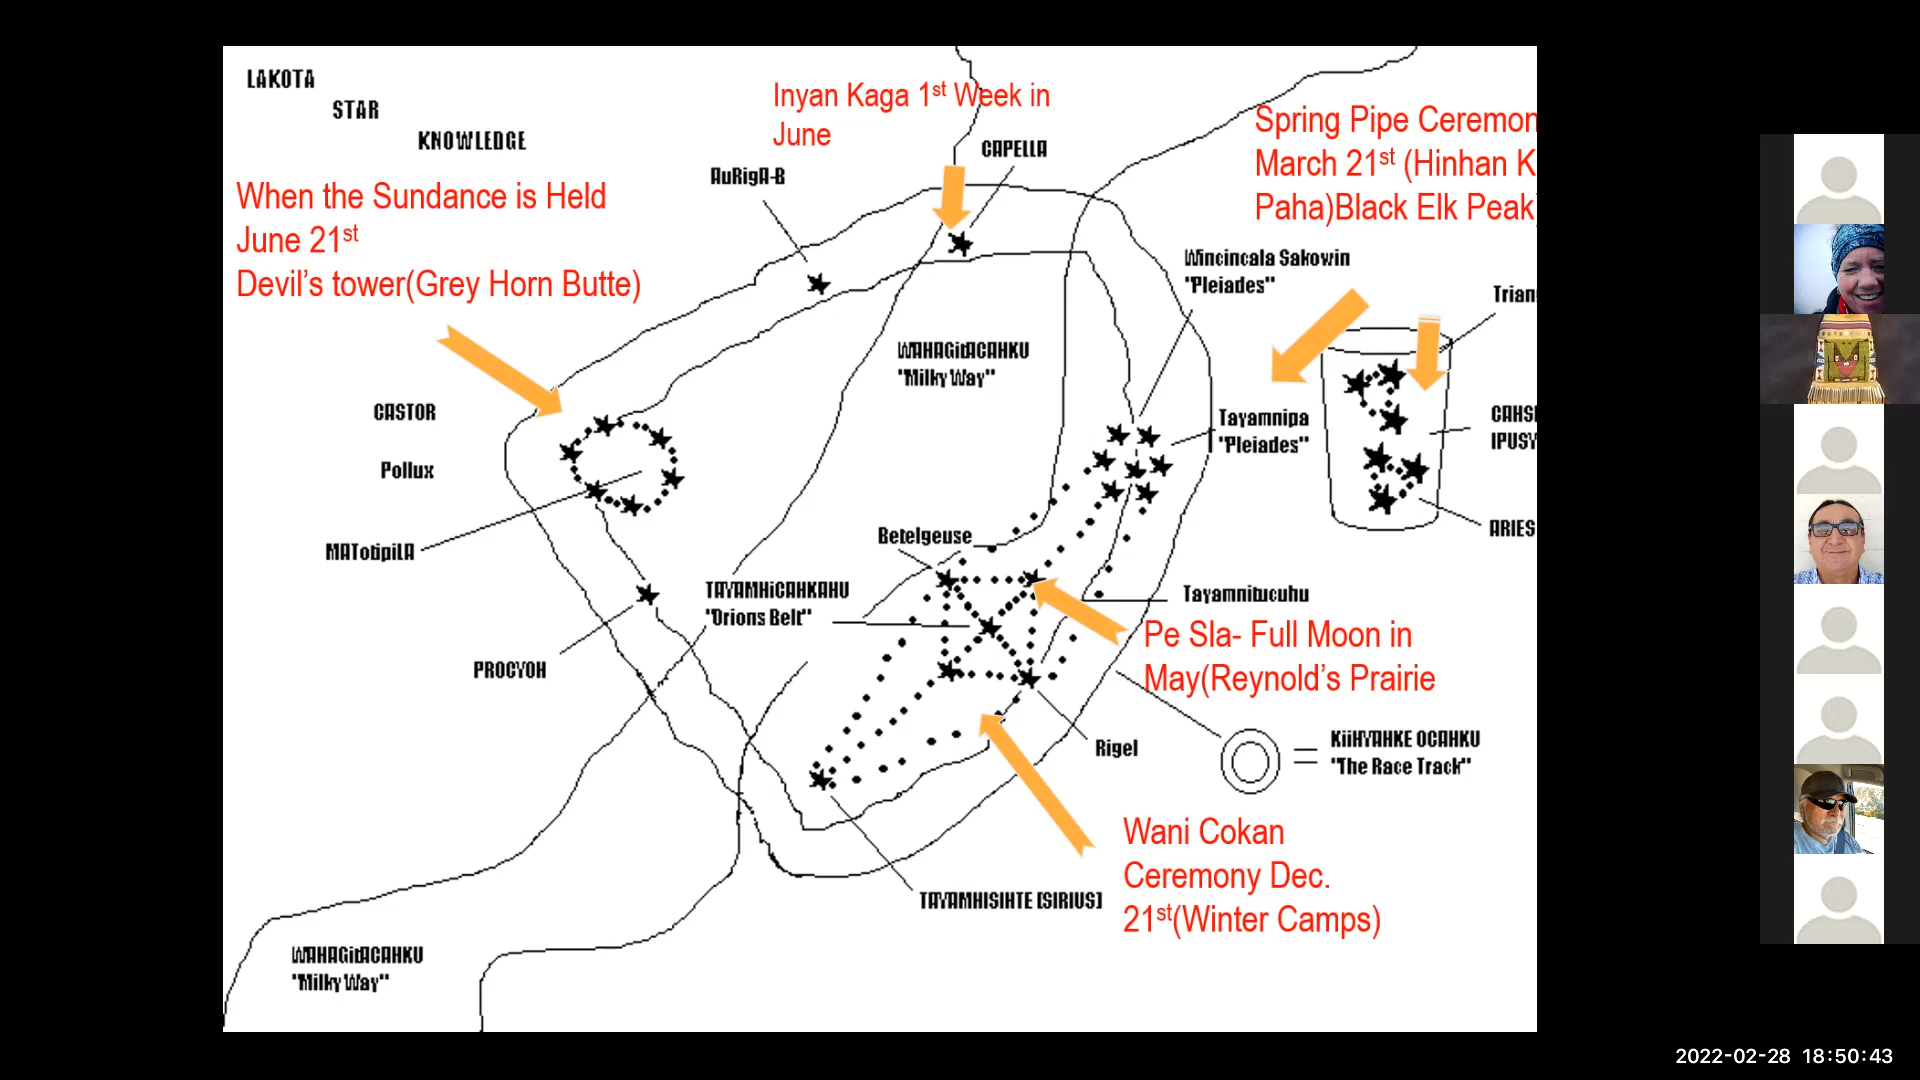 LAKOTA
STAR
KNOWLEDGE
Inyan Kaga 1st Week in
June
Spring Pipe Ceremon
March 21st (Hinhan K
Paha)Black Elk Peak
When the Sundance is Held
June 21st
Devil's tower(Grey Horn Butte)
AuRigA-B
CAPELLA
Wincincala Sakowin
"Pleiades"
Trian
WAHAGitACAHKU
"Milky Way"
CASTOR
Pollux
MATotipiLA
Tayamnipa
"Pleiades"
CAHS
IPUSY
ARIES
Betelgeuse
TAYAMHiCAHKAHU
"Orions Belt"
Tayamnitucuhu
PROCYOH
Pe Sla- Full Moon in
May(Reynold's Prairie
Rigel
KiiHYAHKE OCAHKU
"The Race Track"
Wani Cokan
Ceremony Dec.
21st(Winter Camps)
TAYAMHISIHTE [SIRIUS]
WAHAGitACAHKU
"Milky Way"
2022-02-28 18:50:43